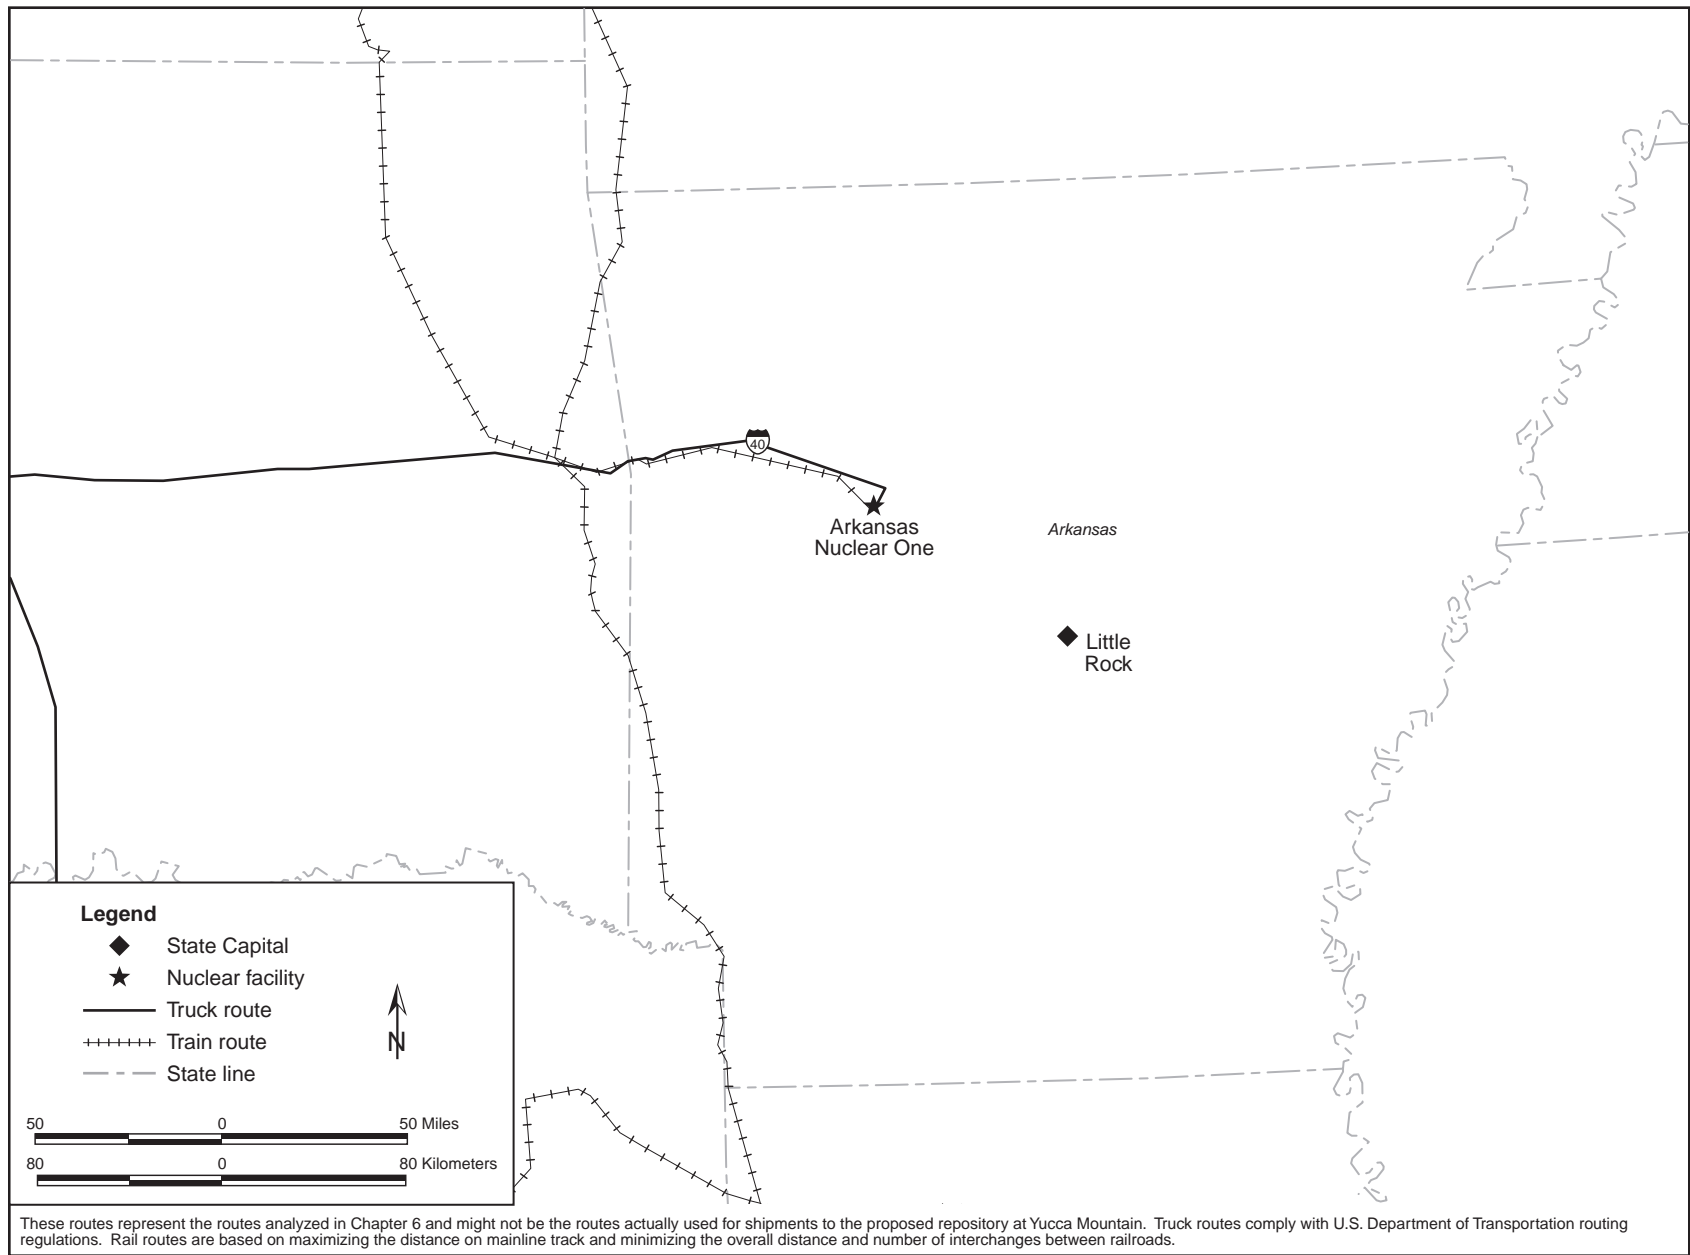 40
Arkansas
Nuclear One
Arkansas
Little
Rock
Legend
State Capital
Nuclear facility
Truck route
Train route
State line
N
50 0 50 Miles
80 0 80 Kilometers
These routes represent the routes analyzed in Chapter 6 and might not be the routes actually used for shipments to the proposed repository at Yucca Mountain. Truck routes comply with U.S. Department of Transportation routing
regulations. Rail routes are based on maximizing the distance on mainline track and minimizing the overall distance and number of interchanges between railroads.